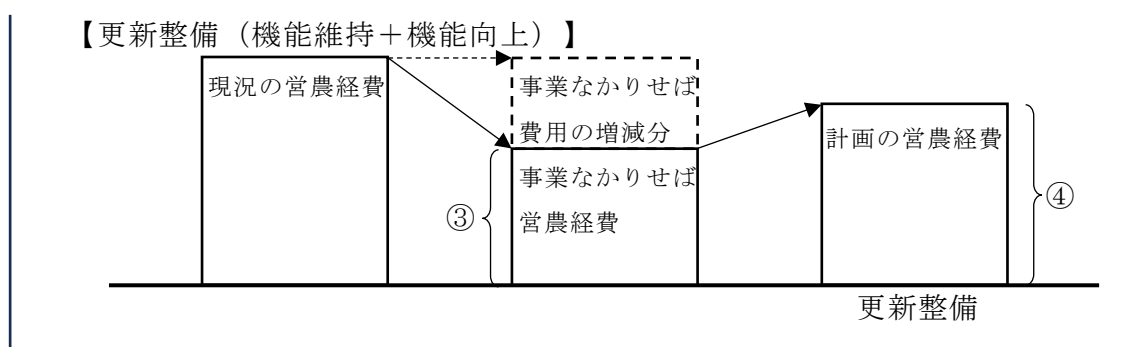 【更新整備（機能維持＋機能向上）】
現況の営農経費
事業なかりせば
費用の増減分
事業なかりせば
営農経費
③
計画の営農経費
④
更新整備